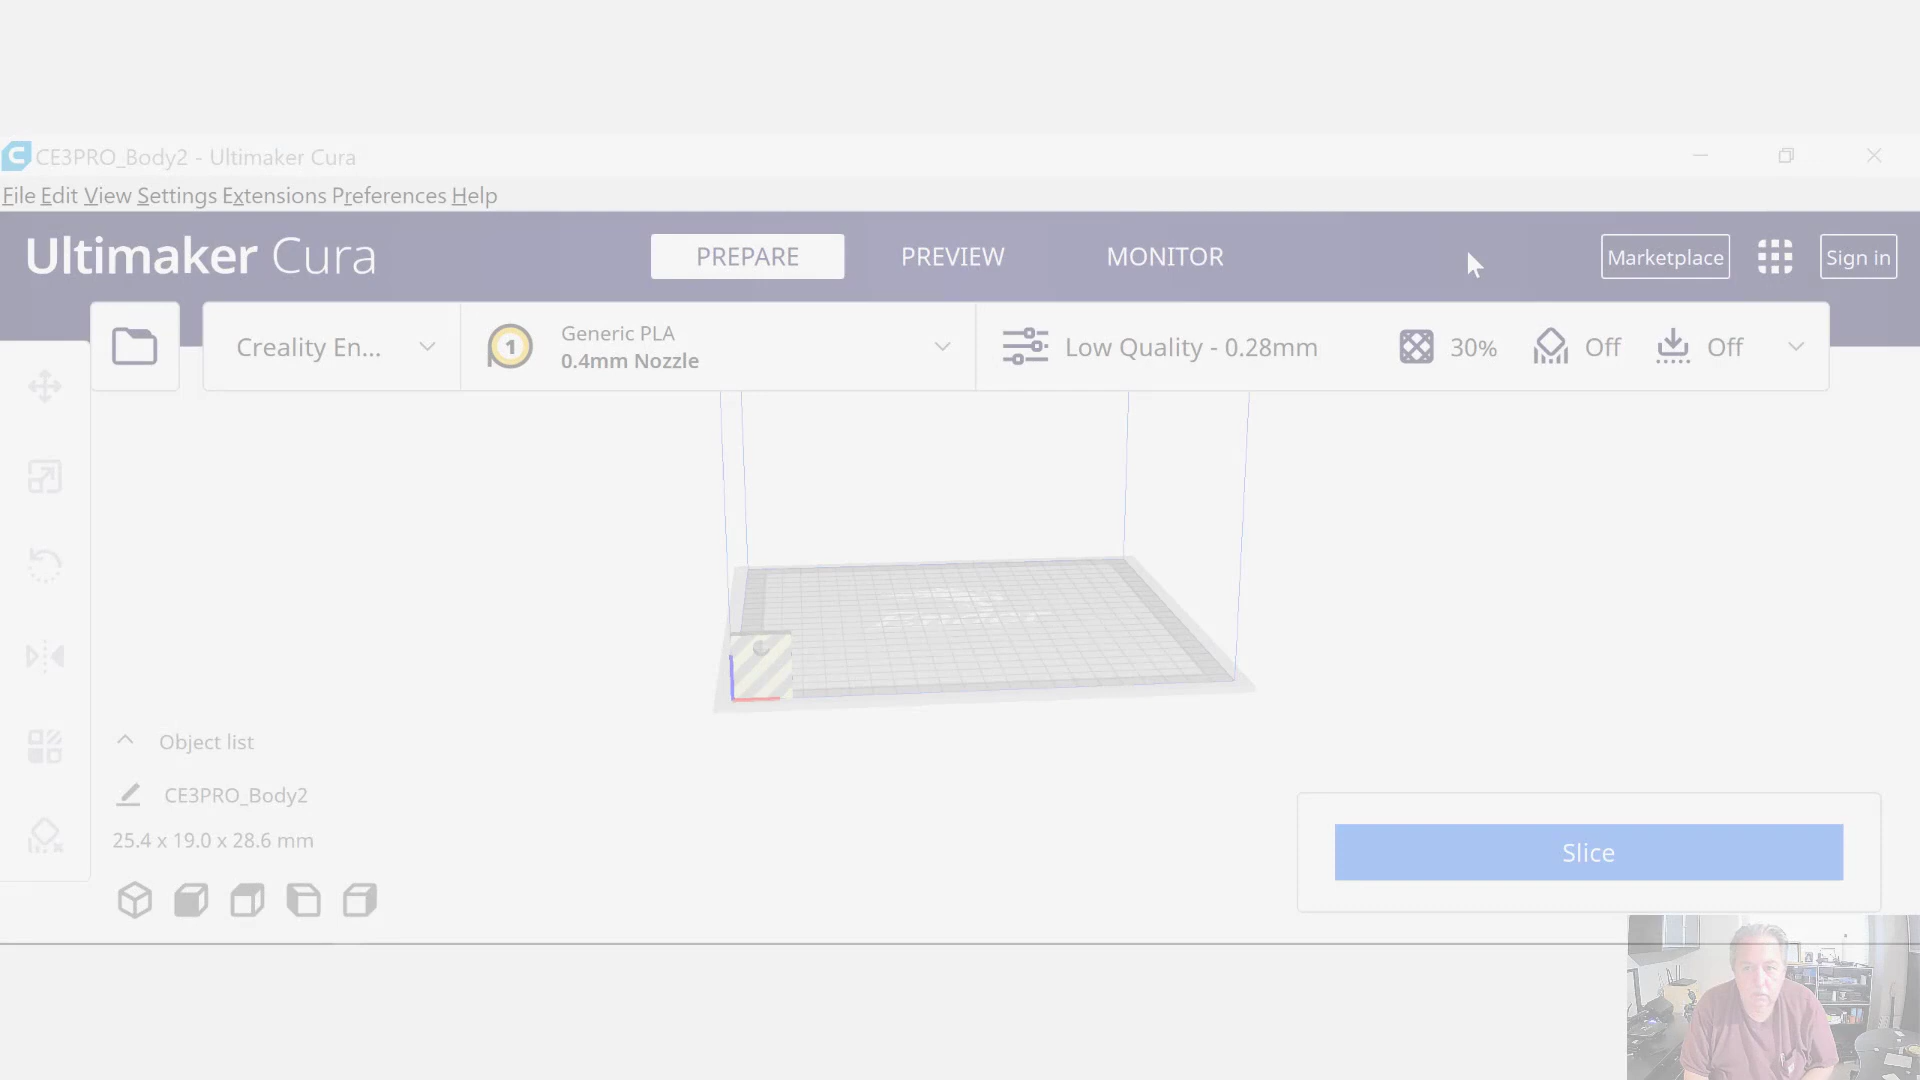 CE3PRO_Body2 - Ultimaker Cura
File Edit View Settings Extensions Preferences Help
Ultimaker Cura
PREPARE
PREVIEW
MONITOR
Marketplace
Sign in
Creality En...
1
Generic PLA
0.4mm Nozzle
Low Quality - 0.28mm
30%
Off
Off
Object list
CE3PRO_Body2
25.4 x 19.0 x 28.6 mm
Slice